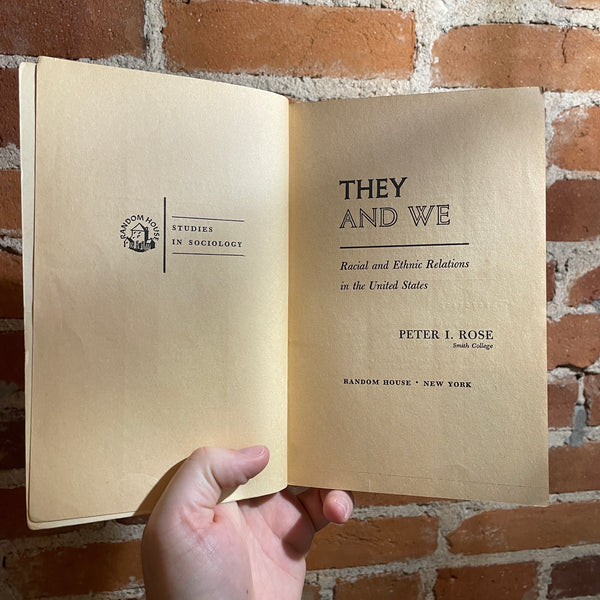 RANDOM HOUSE
STUDIES
IN SOCIOLOGY
THEY
AND WE
Racial and Ethnic Relations
in the United States
PETER I. ROSE
Smith College
RANDOM HOUSE · NEW YORK